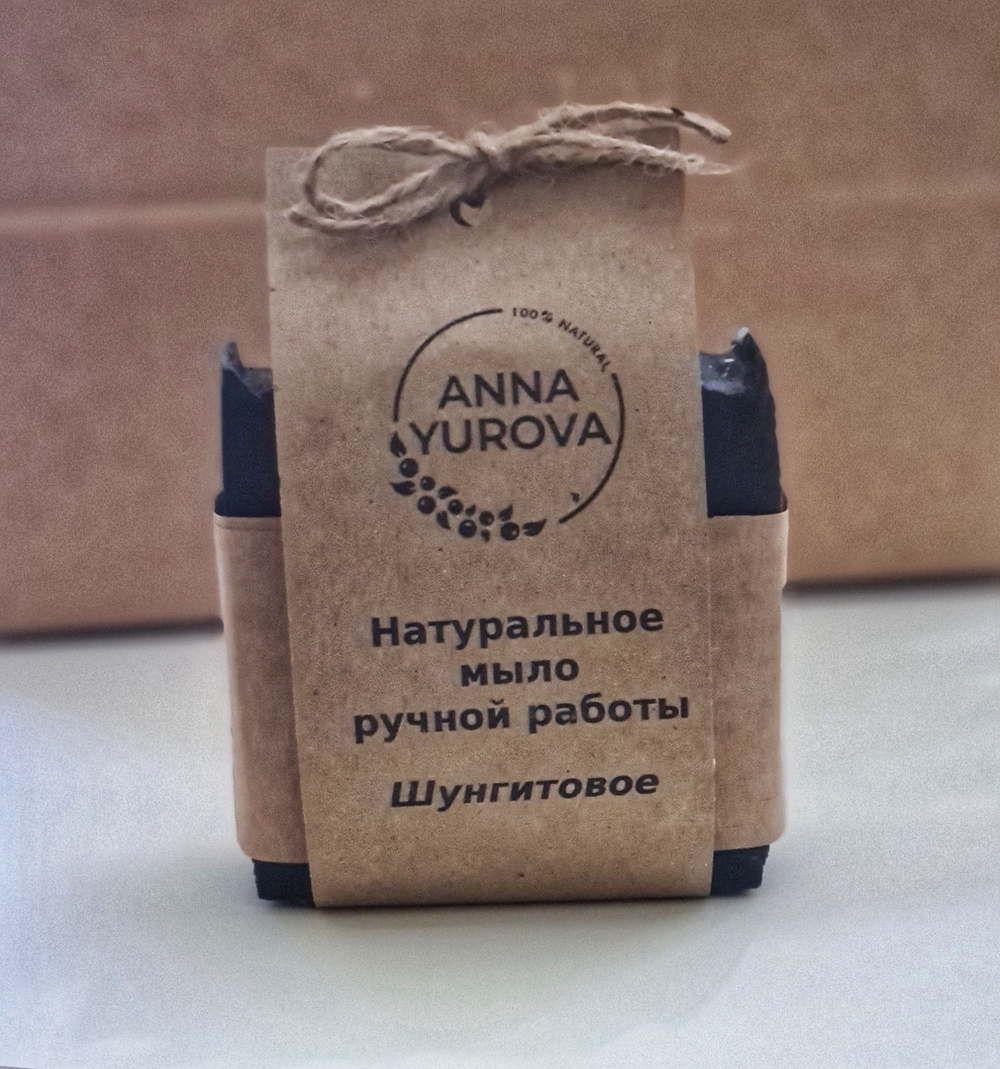 100% NATURAL
ANNA
YUROVA
Натуральное
мыло
ручной работы
Шунгитовое